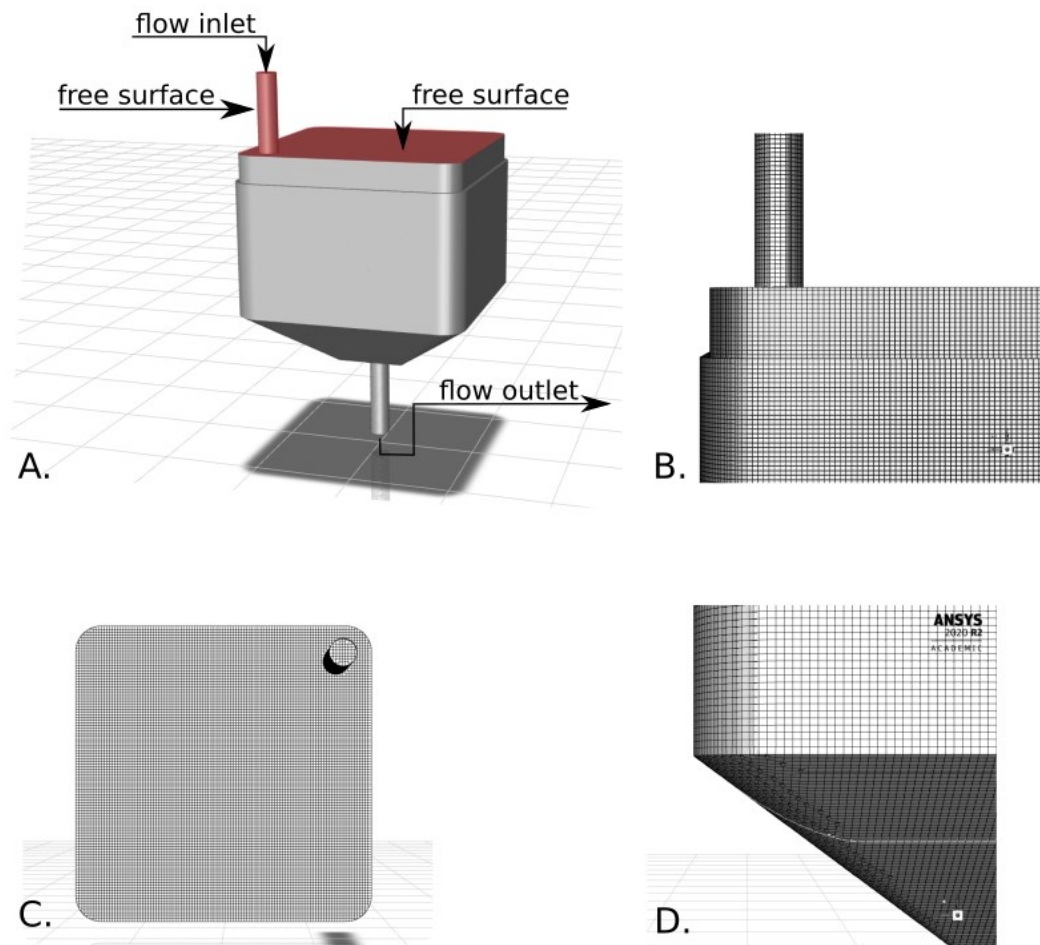 flow inlet
free surface
free surface
flow outlet
A.
B.
ANSYS
2020 R2
ACADEMIC
C.
D.